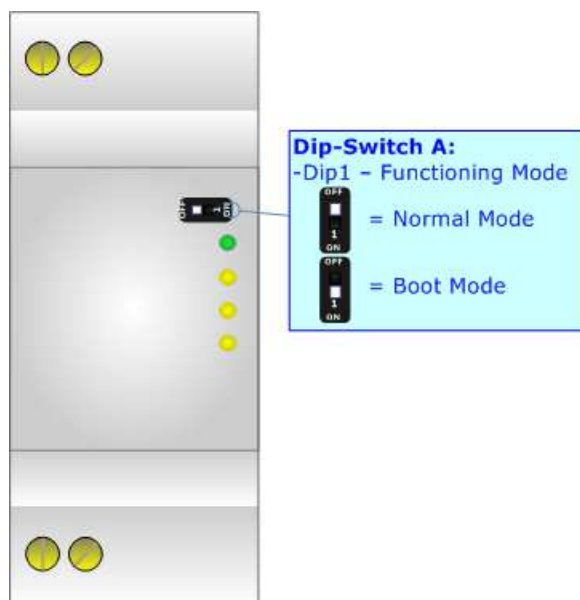 OFF 1 ON
Dip-Switch A:
-Dip1 – Functioning Mode
OFF
1
ON
= Normal Mode
OFF
1
ON
= Boot Mode